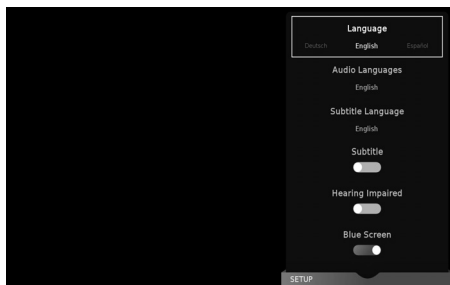 Language
Deutsch English Español
Audio Languages
English
Subtitle Language
English
Subtitle
Hearing Impaired
Blue Screen
SETUP